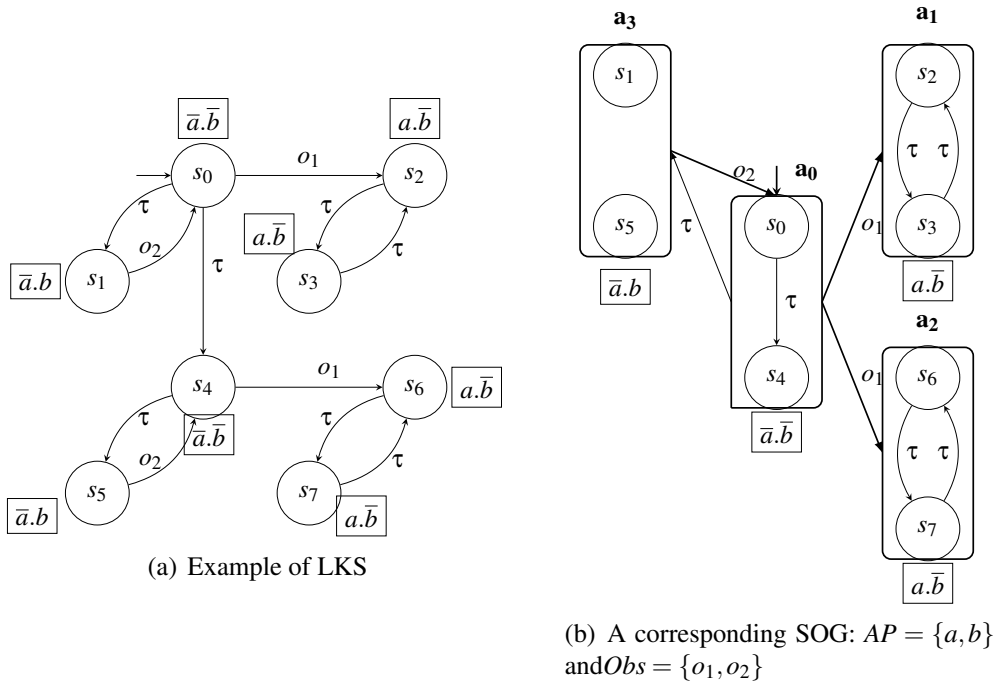 a̅.b̅
s0
o1
a.b̅
s2
τ
o2
τ
a.b̅
τ
τ
a̅.b
s1
s3
τ
s4
o1
s6
a.b̅
a̅.b̅
τ
o2
τ
τ
a̅.b
s5
s7
a.b̅
(a) Example of LKS
a3
a1
s1
s2
o2
a0
τ
τ
τ
s5
s0
o1
s3
a̅.b
a.b̅
τ
a2
s4
o1
s6
a̅.b̅
τ
τ
s7
a.b̅
(b) A corresponding SOG: AP = {a,b}
andObs = {o1,o2}